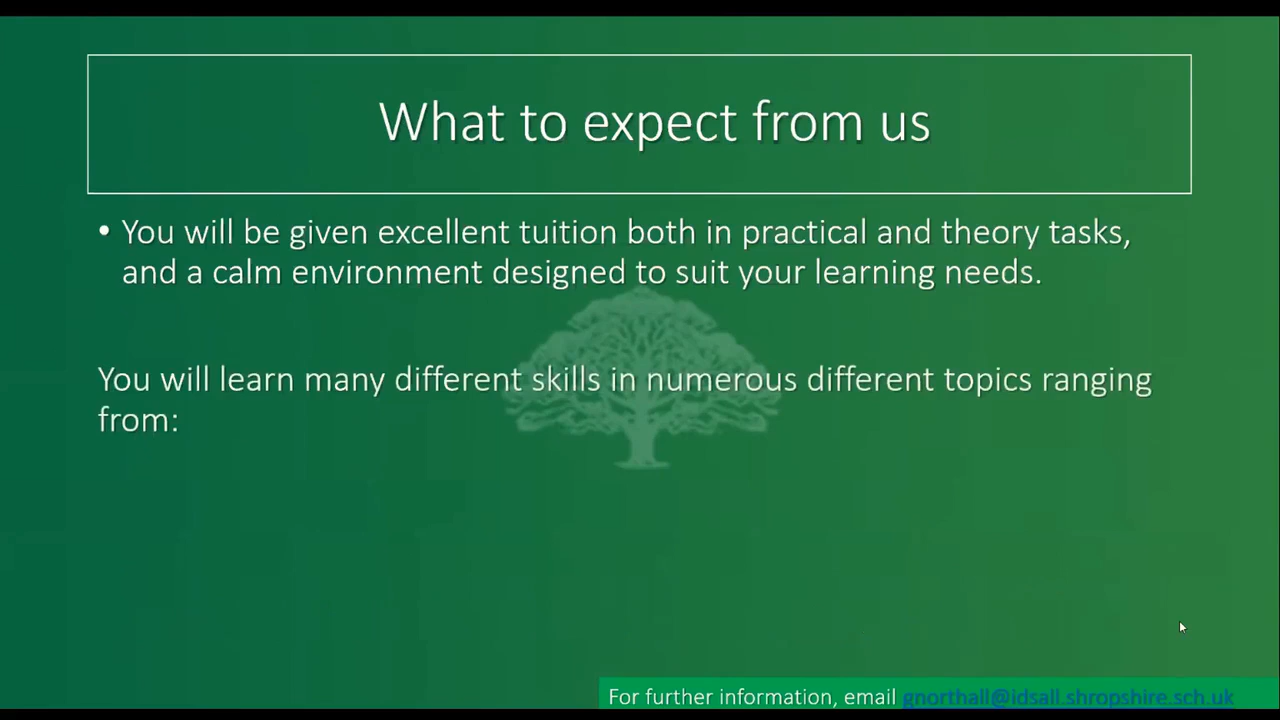 What to expect from us
• You will be given excellent tuition both in practical and theory tasks,
and a calm environment designed to suit your learning needs.
You will learn many different skills in numerous different topics ranging
from:
For further information, email gnorthall@idsall.shropshire.sch.uk